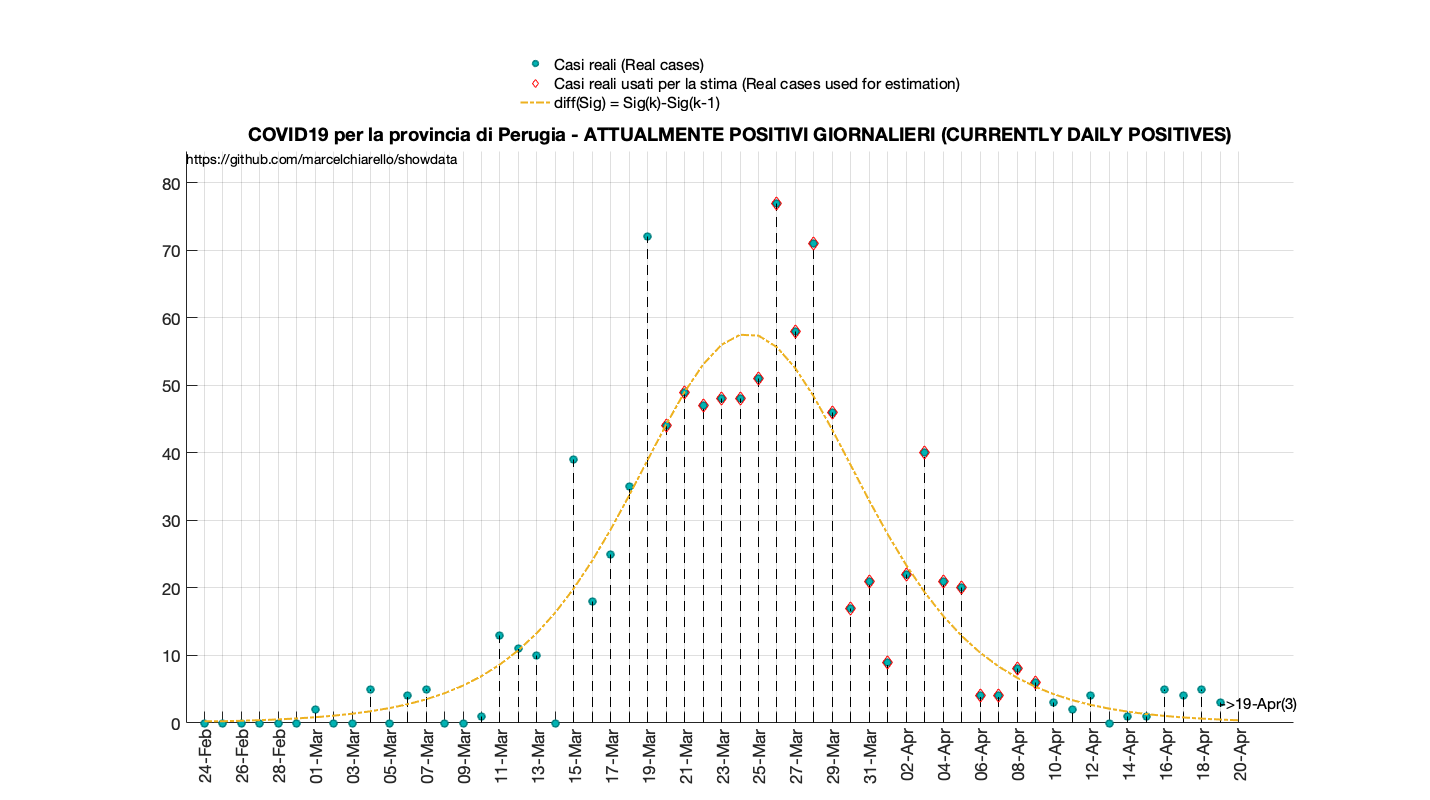 Casi reali (Real cases)
Casi reali usati per la stima (Real cases used for estimation)
diff(Sig) = Sig(k)-Sig(k-1)
COVID19 per la provincia di Perugia - ATTUALMENTE POSITIVI GIORNALIERI (CURRENTLY DAILY POSITIVES)
https://github.com/marcelchiarello/showdata
80
70
60
50
40
30
20
10
0
->19-Apr(3)
24-Feb
26-Feb
28-Feb
01-Mar
03-Mar
05-Mar
07-Mar
09-Mar
11-Mar
13-Mar
15-Mar
17-Mar
19-Mar
21-Mar
23-Mar
25-Mar
27-Mar
29-Mar
31-Mar
02-Apr
04-Apr
06-Apr
08-Apr
10-Apr
12-Apr
14-Apr
16-Apr
18-Apr
20-Apr